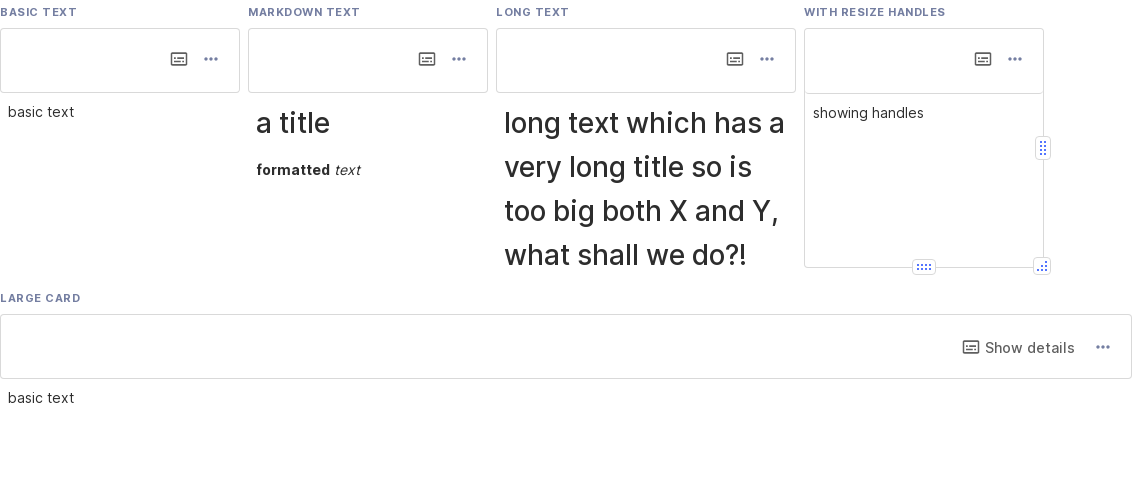 BASIC TEXT
MARKDOWN TEXT
LONG TEXT
WITH RESIZE HANDLES
basic text
a title
formatted text
long text which has a
very long title so is
too big both X and Y,
what shall we do?!
showing handles
LARGE CARD
Show details
basic text